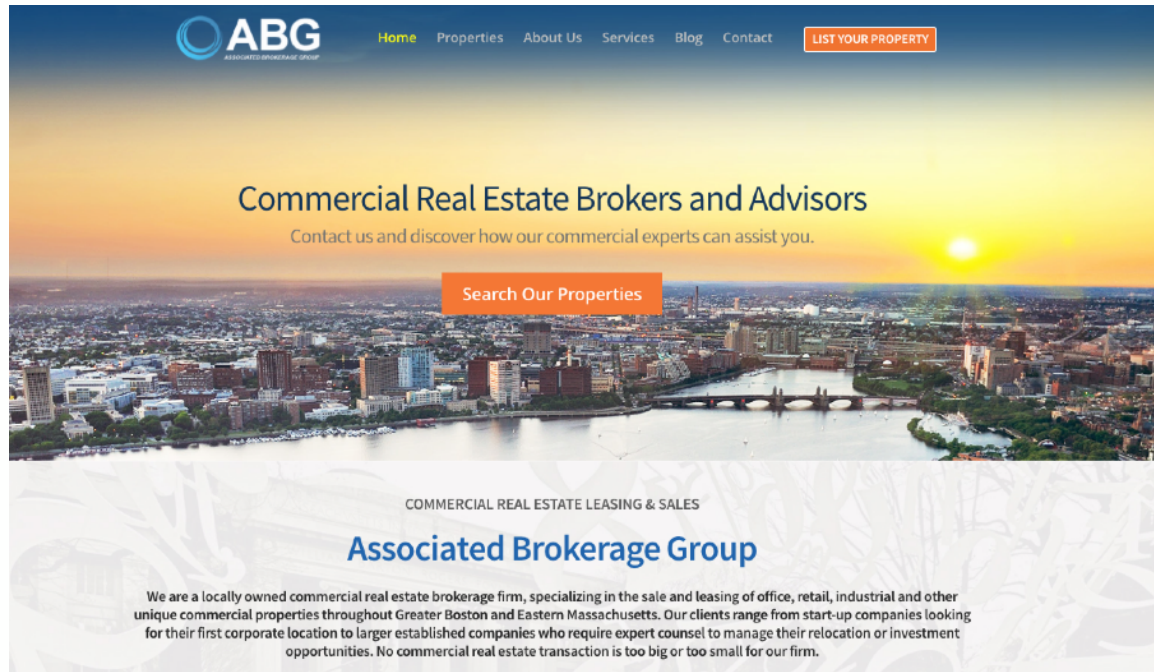 ABG
ASSOCIATED BROKERAGE GROUP
Home Properties About Us Services Blog Contact LIST YOUR PROPERTY
Commercial Real Estate Brokers and Advisors
Contact us and discover how our commercial experts can assist you.
Search Our Properties
COMMERCIAL REAL ESTATE LEASING & SALES
Associated Brokerage Group
We are a locally owned commercial real estate brokerage firm, specializing in the sale and leasing of office, retail, industrial and other
unique commercial properties throughout Greater Boston and Eastern Massachusetts. Our clients range from start-up companies looking
for their first corporate location to larger established companies who require expert counsel to manage their relocation or investment
opportunities. No commercial real estate transaction is too big or too small for our firm.